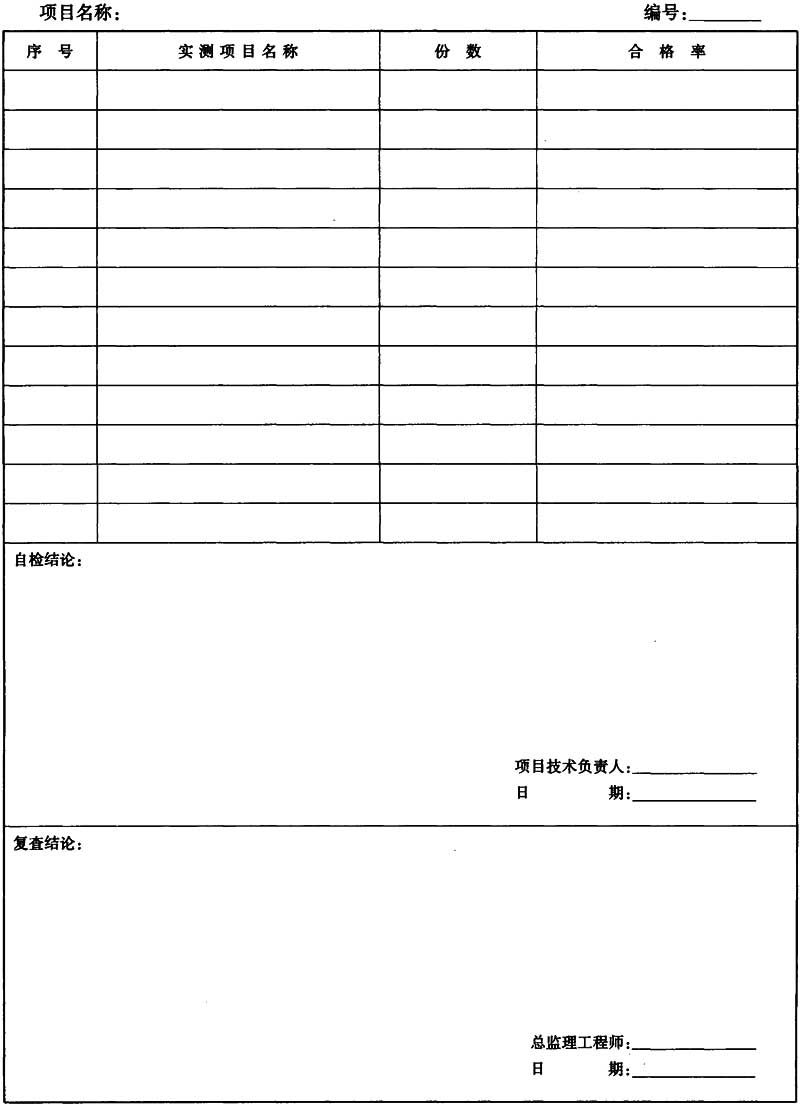 项目名称： 编号：_______
序 号 实测项目名称 份 数 合 格 率
自检结论：
项目技术负责人：____________
日 期：____________
复查结论：
总监理工程师：____________
日 期：____________